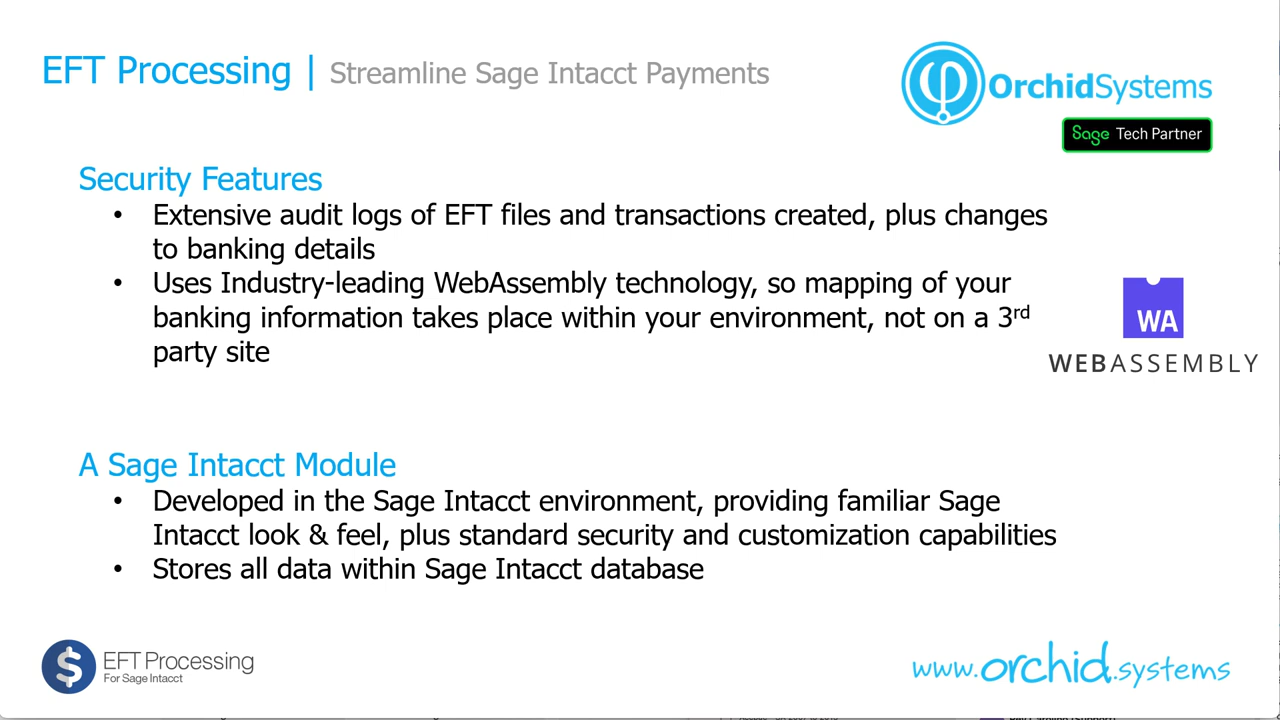 EFT Processing | Streamline Sage Intacct Payments
OrchidSystems
Sage Tech Partner
Security Features
• Extensive audit logs of EFT files and transactions created, plus changes
to banking details
• Uses Industry-leading WebAssembly technology, so mapping of your
banking information takes place within your environment, not on a 3rd
party site
WA
WEBASSEMBLY
A Sage Intacct Module
• Developed in the Sage Intacct environment, providing familiar Sage
Intacct look & feel, plus standard security and customization capabilities
• Stores all data within Sage Intacct database
EFT Processing
For Sage Intacct
www.orchid.systems